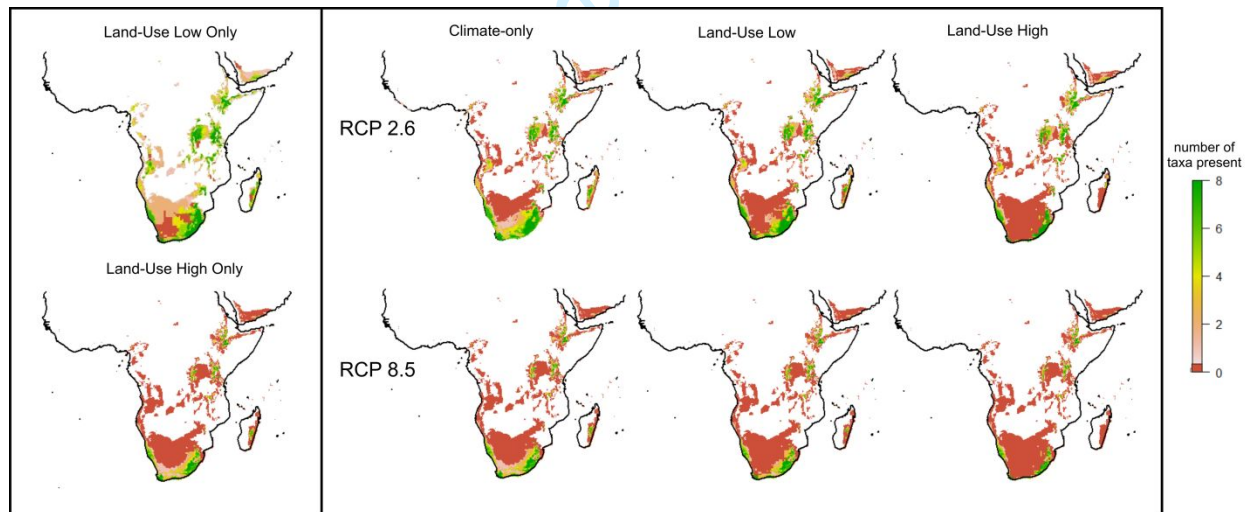 Land-Use Low Only
Climate-only
Land-Use Low
Land-Use High
RCP 2.6
number of
taxa present
8
6
4
2
0
Land-Use High Only
RCP 8.5